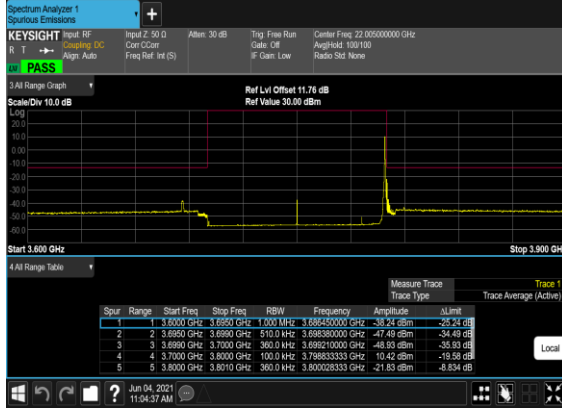 Spectrum Analyzer 1
Spurious Emissions
KEYSIGHT Input: RF Input Z: 50 Ω Atten: 30 dB Trig: Free Run Center Freq: 22.005000000 GHz
R T Coupling: DC Corr CCorr Gate: Off Avg|Hold: 100/100
Align: Auto Freq Ref: Int (S) IF Gain: Low Radio Std: None
PASS
3 All Range Graph Ref Lvl Offset 11.76 dB
Scale/Div 10.0 dB Ref Value 30.00 dBm
Log
20.0
10.0
0.00
-10.0
-20.0
-30.0
-40.0
-50.0
-60.0
Start 3.600 GHz Stop 3.900 GH
4 All Range Table
Measure Trace Trace 1
Trace Type Trace Average (Active)
Spur Range Start Freq Stop Freq RBW Frequency Amplitude ΔLimit
1 1 3.6000 GHz 3.6950 GHz 1.000 MHz 3.686450000 GHz -38.24 dBm -25.24 dB
2 2 3.6950 GHz 3.6990 GHz 510.0 kHz 3.698380000 GHz -47.49 dBm -34.49 dB
3 3 3.6990 GHz 3.7000 GHz 360.0 kHz 3.699210000 GHz -48.93 dBm -35.93 dB
4 4 3.7000 GHz 3.8000 GHz 100.0 kHz 3.798833333 GHz 10.42 dBm -19.58 dB
5 5 3.8000 GHz 3.8010 GHz 360.0 kHz 3.800028333 GHz -21.83 dBm -8.834 dB
Local
Jun 04, 2021
11:04:37 AM